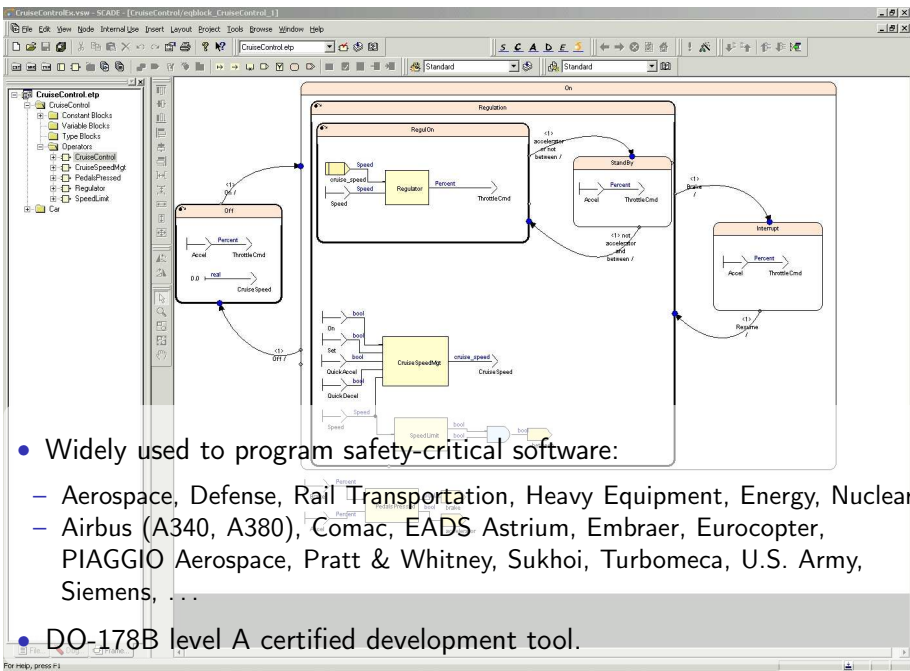 CruiseControlEx.vsw - SCADE - [CruiseControl/eqblock_CruiseControl_1]
File Edit View Node Internal Use Insert Layout Project Tools Browse Window Help
CruiseControl.etp
S C A D E
Standard
Standard
CruiseControl.etp
CruiseControl
Constant Blocks
Variable Blocks
Type Blocks
Operators
CruiseControl
CruiseSpeedMgt
PedalsPressed
Regulator
SpeedLimit
Car
On
Regulation
RegulOn
Speed
cruise_speed
Speed
Speed
Regulator
Percent
ThrottleCmd
<1>
accelerator
or not
between /
StandBy
Percent
Accel
ThrottleCmd
<1> not
accelerator
and
between /
<1>
Brake
/
Interrupt
Percent
Accel
ThrottleCmd
<1>
Resume
/
<1>
On /
Off
Percent
Accel
ThrottleCmd
0.0
real
CruiseSpeed
<1>
Off /
bool
On
bool
Set
bool
QuickAccel
bool
QuickDecel
CruiseSpeedMgt
cruise_speed
CruiseSpeed
Speed
Speed
SpeedLimit
bool
bool
bool
• Widely used to program safety-critical software:
– Aerospace, Defense, Rail Transportation, Heavy Equipment, Energy, Nuclear
– Airbus (A340, A380), Comac, EADS Astrium, Embraer, Eurocopter,
PIAGGIO Aerospace, Pratt & Whitney, Sukhoi, Turbomeca, U.S. Army,
Siemens, . . .
Percent
Percent
PedalsPressed
bool
brake
• DO-178B level A certified development tool.
For Help, press F1